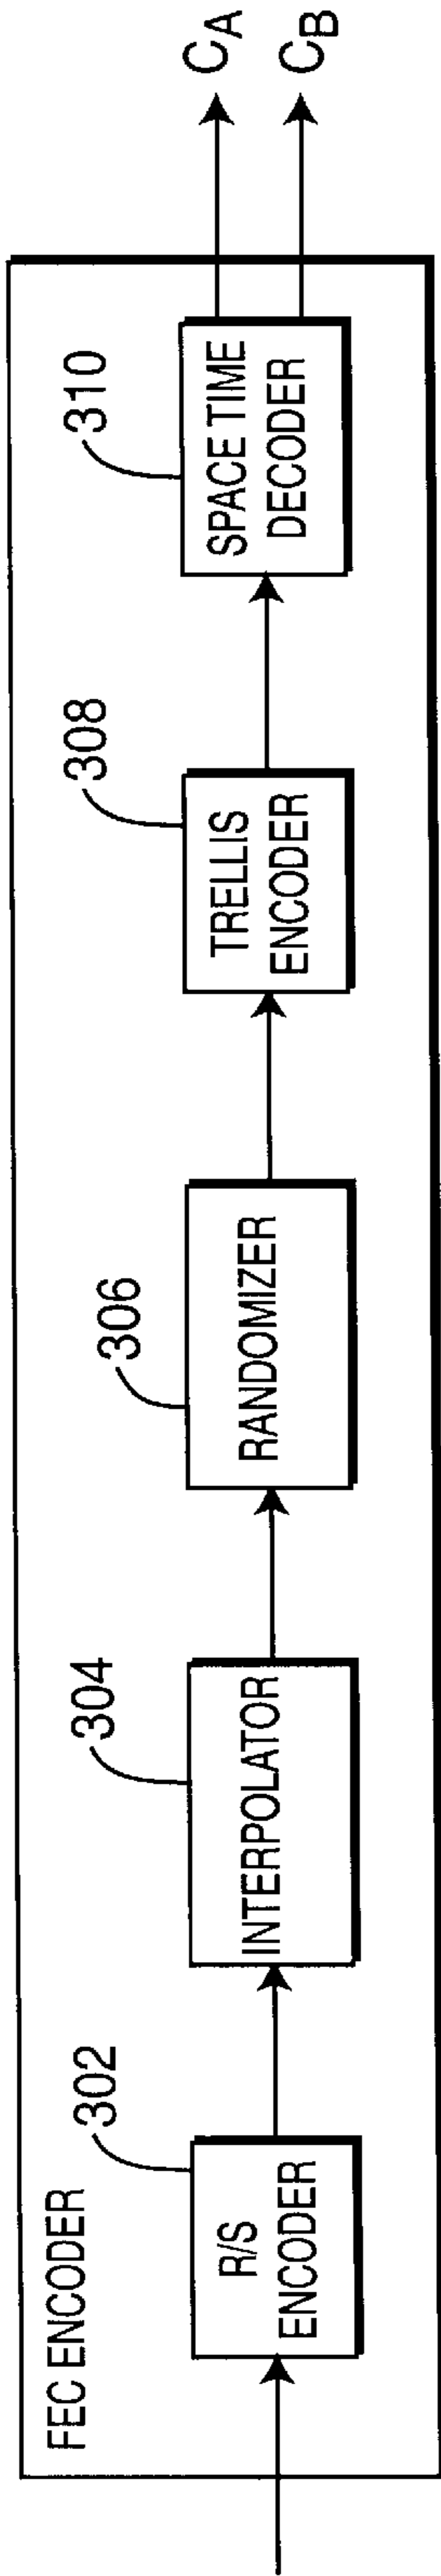 FEC ENCODER
302
R/S
ENCODER
304
INTERPOLATOR
306
RANDOMIZER
308
TRELLIS
ENCODER
310
SPACE TIME
DECODER
CA
CB